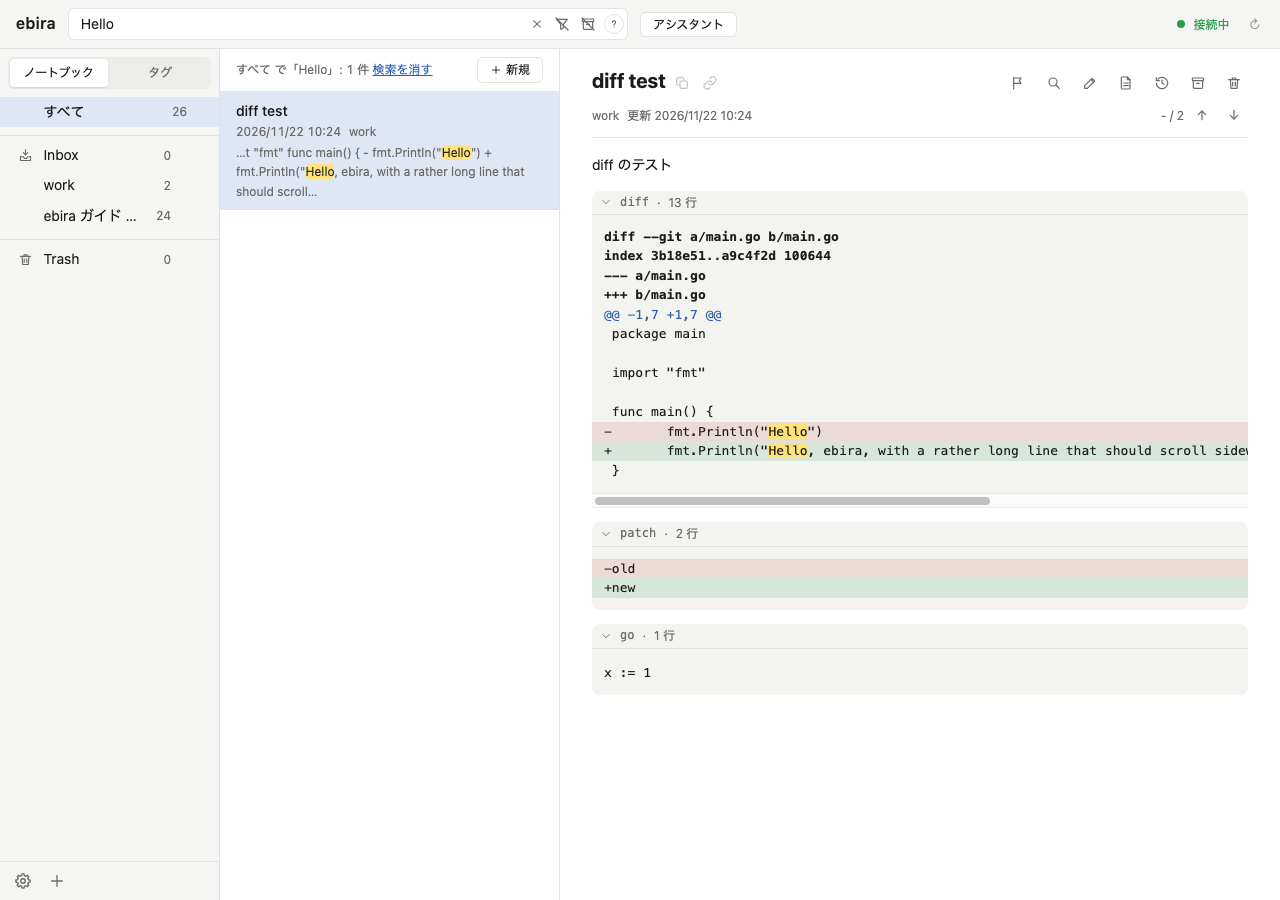 ebira
Hello
?
アシスタント
接続中
ノートブック
タグ
すべて 26
Inbox 0
work 2
ebira ガイド ... 24
Trash 0
すべて で「Hello」: 1 件 検索を消す
+ 新規
diff test
2026/11/22 10:24 work
...t "fmt" func main() { - fmt.Println("Hello") +
fmt.Println("Hello, ebira, with a rather long line that
should scroll...
diff test
work 更新 2026/11/22 10:24
- / 2
diff のテスト
diff · 13 行
diff --git a/main.go b/main.go
index 3b18e51..a9c4f2d 100644
--- a/main.go
+++ b/main.go
@@ -1,7 +1,7 @@
package main
import "fmt"
func main() {
- fmt.Println("Hello")
+ fmt.Println("Hello, ebira, with a rather long line that should scroll sidew
}
patch · 2 行
-old
+new
go · 1 行
x := 1